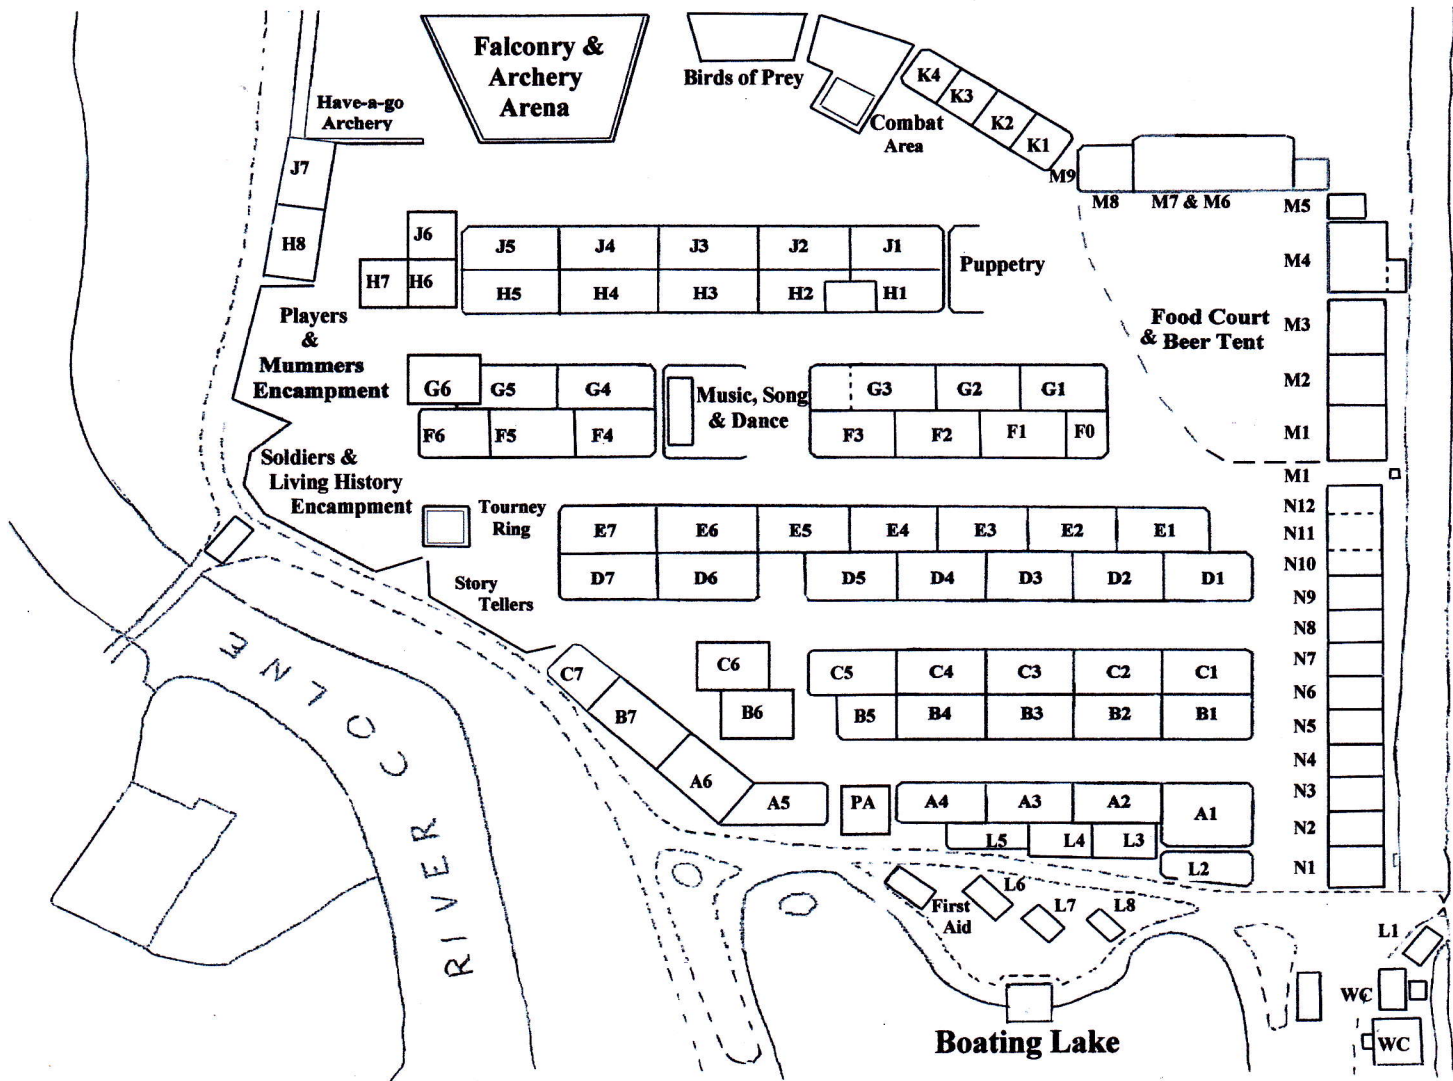 Falconry &
Archery
Arena
Birds of Prey
Combat
Area
K4
K3
K2
K1
Have-a-go
Archery
J7
H8
M9
M8
M7 & M6
M5
J6
H7
H6
J5
J4
J3
J2
J1
H5
H4
H3
H2
H1
Puppetry
M4
Players
&
Mummers
Encampment
Food Court
& Beer Tent
M3
M2
M1
G6
G5
G4
Music, Song
& Dance
G3
G2
G1
F6
F5
F4
F3
F2
F1
F0
Soldiers &
Living History
Encampment
M1
Tourney
Ring
E7
E6
E5
E4
E3
E2
E1
N12
N11
N10
D7
D6
D5
D4
D3
D2
D1
Story
Tellers
N9
N8
N7
N6
N5
N4
N3
N2
N1
C7
C6
C5
C4
C3
C2
C1
B7
B6
B5
B4
B3
B2
B1
A6
A5
PA
A4
A3
A2
A1
L5
L4
L3
L2
RIVER COLNE
First
Aid
L6
L7
L8
L1
WC
WC
Boating Lake